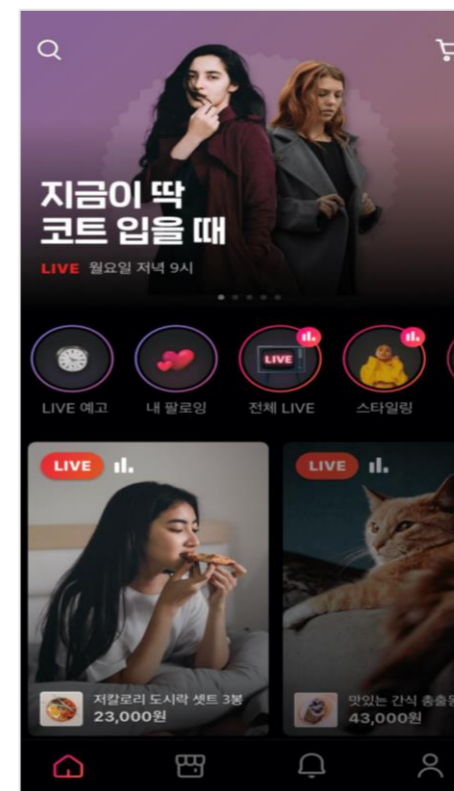 지금이 딱
코트 입을 때
LIVE 월요일 저녁 9시
LIVE
LIVE 예고
내 팔로잉
전체 LIVE
스타일링
LIVE
LIVE
저칼로리 도시락 셋트 3봉
23,000원
맛있는 간식 총출
43,000원